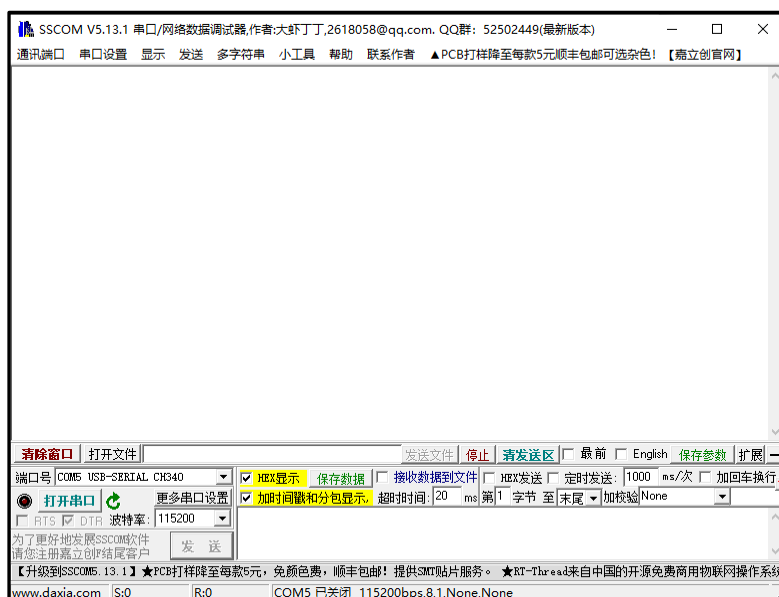 SSCOM V5.13.1 串口/网络数据调试器,作者:大虾丁丁,2618058@qq.com. QQ群: 52502449(最新版本)
通讯端口 串口设置 显示 发送 多字符串 小工具 帮助 联系作者 ▲PCB打样降至每款5元顺丰包邮可选杂色! 【嘉立创官网】
清除窗口 打开文件 发送文件 停止 清发送区 最前 English 保存参数 扩展
端口号 COM5 USB-SERIAL CH340 HEX显示 保存数据 接收数据到文件 HEX发送 定时发送: 1000 ms/次 加回车换行
打开串口 更多串口设置 加时间戳和分包显示, 超时时间: 20 ms 第 1 字节 至 末尾 加校验 None
RTS DTR 波特率: 115200
为了更好地发展SSCOM软件
请您注册嘉立创F结尾客户
发 送
【升级到SSCOM5.13.1】★PCB打样降至每款5元,免颜色费,顺丰包邮!提供SMT贴片服务。 ★RT-Thread来自中国的开源免费商用物联网操作系统
www.daxia.com S:0 R:0 COM5 已关闭 115200bps,8,1,None,None